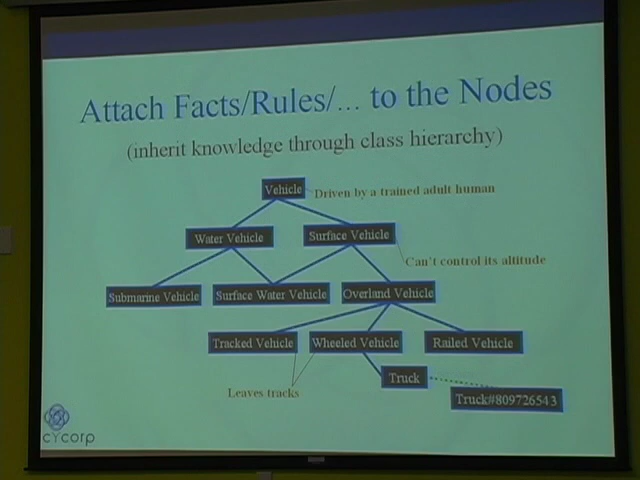 Attach Facts/Rules/... to the Nodes
(inherit knowledge through class hierarchy)
Vehicle
Driven by a trained adult human
Water Vehicle
Surface Vehicle
Can't control its altitude
Submarine Vehicle
Surface Water Vehicle
Overland Vehicle
Tracked Vehicle
Wheeled Vehicle
Railed Vehicle
Truck
Leaves tracks
Truck#809726543
cycorp